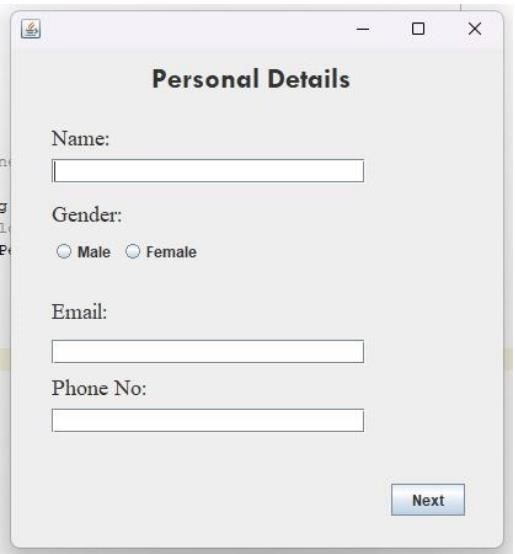 Personal Details
Name:
Gender:
Male Female
Email:
Phone No:
Next